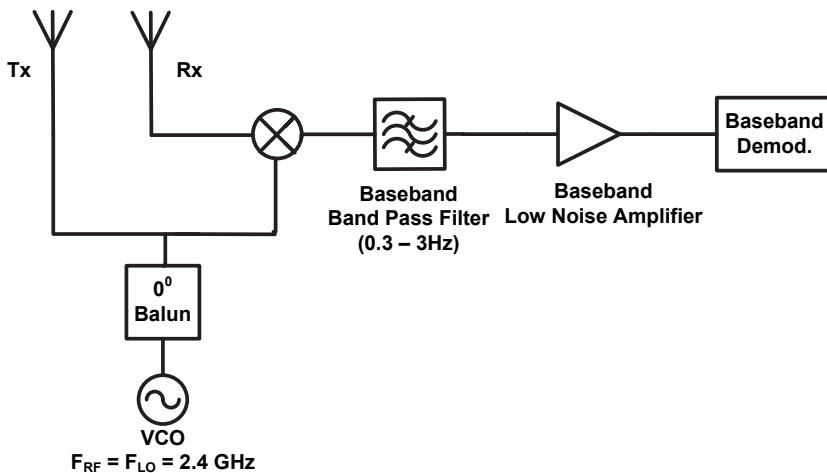 Tx
Rx
Baseband
Band Pass Filter
(0.3 – 3Hz)
Baseband
Low Noise Amplifier
Baseband
Demod.
0⁰
Balun
VCO
F_RF = F_LO = 2.4 GHz